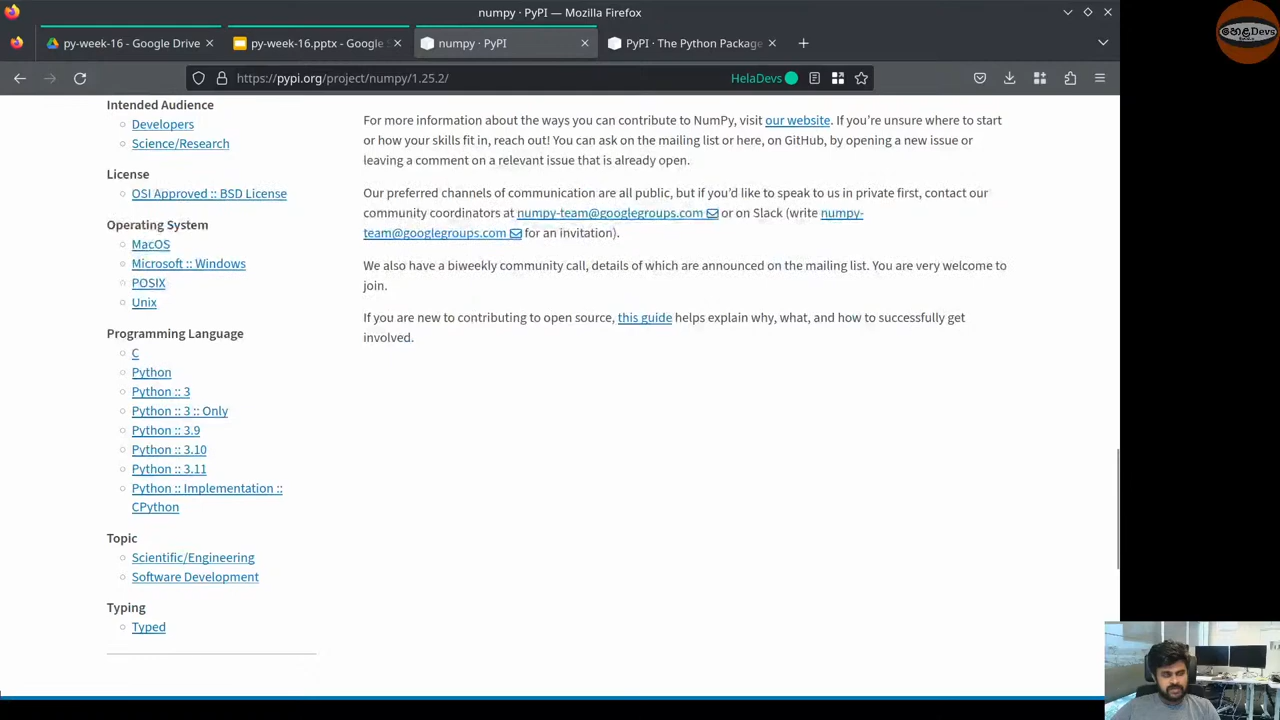 numpy · PyPI — Mozilla Firefox
py-week-16 - Google Drive
py-week-16.pptx - Google
numpy · PyPI
PyPI · The Python Package
https://pypi.org/project/numpy/1.25.2/
HelaDevs
හෙළDevs
Intended Audience
Developers
Science/Research
License
OSI Approved :: BSD License
Operating System
MacOS
Microsoft :: Windows
POSIX
Unix
Programming Language
C
Python
Python :: 3
Python :: 3 :: Only
Python :: 3.9
Python :: 3.10
Python :: 3.11
Python :: Implementation ::
CPython
Topic
Scientific/Engineering
Software Development
Typing
Typed
For more information about the ways you can contribute to NumPy, visit our website. If you’re unsure where to start
or how your skills fit in, reach out! You can ask on the mailing list or here, on GitHub, by opening a new issue or
leaving a comment on a relevant issue that is already open.
Our preferred channels of communication are all public, but if you’d like to speak to us in private first, contact our
community coordinators at numpy-team@googlegroups.com or on Slack (write numpy-
team@googlegroups.com for an invitation).
We also have a biweekly community call, details of which are announced on the mailing list. You are very welcome to
join.
If you are new to contributing to open source, this guide helps explain why, what, and how to successfully get
involved.